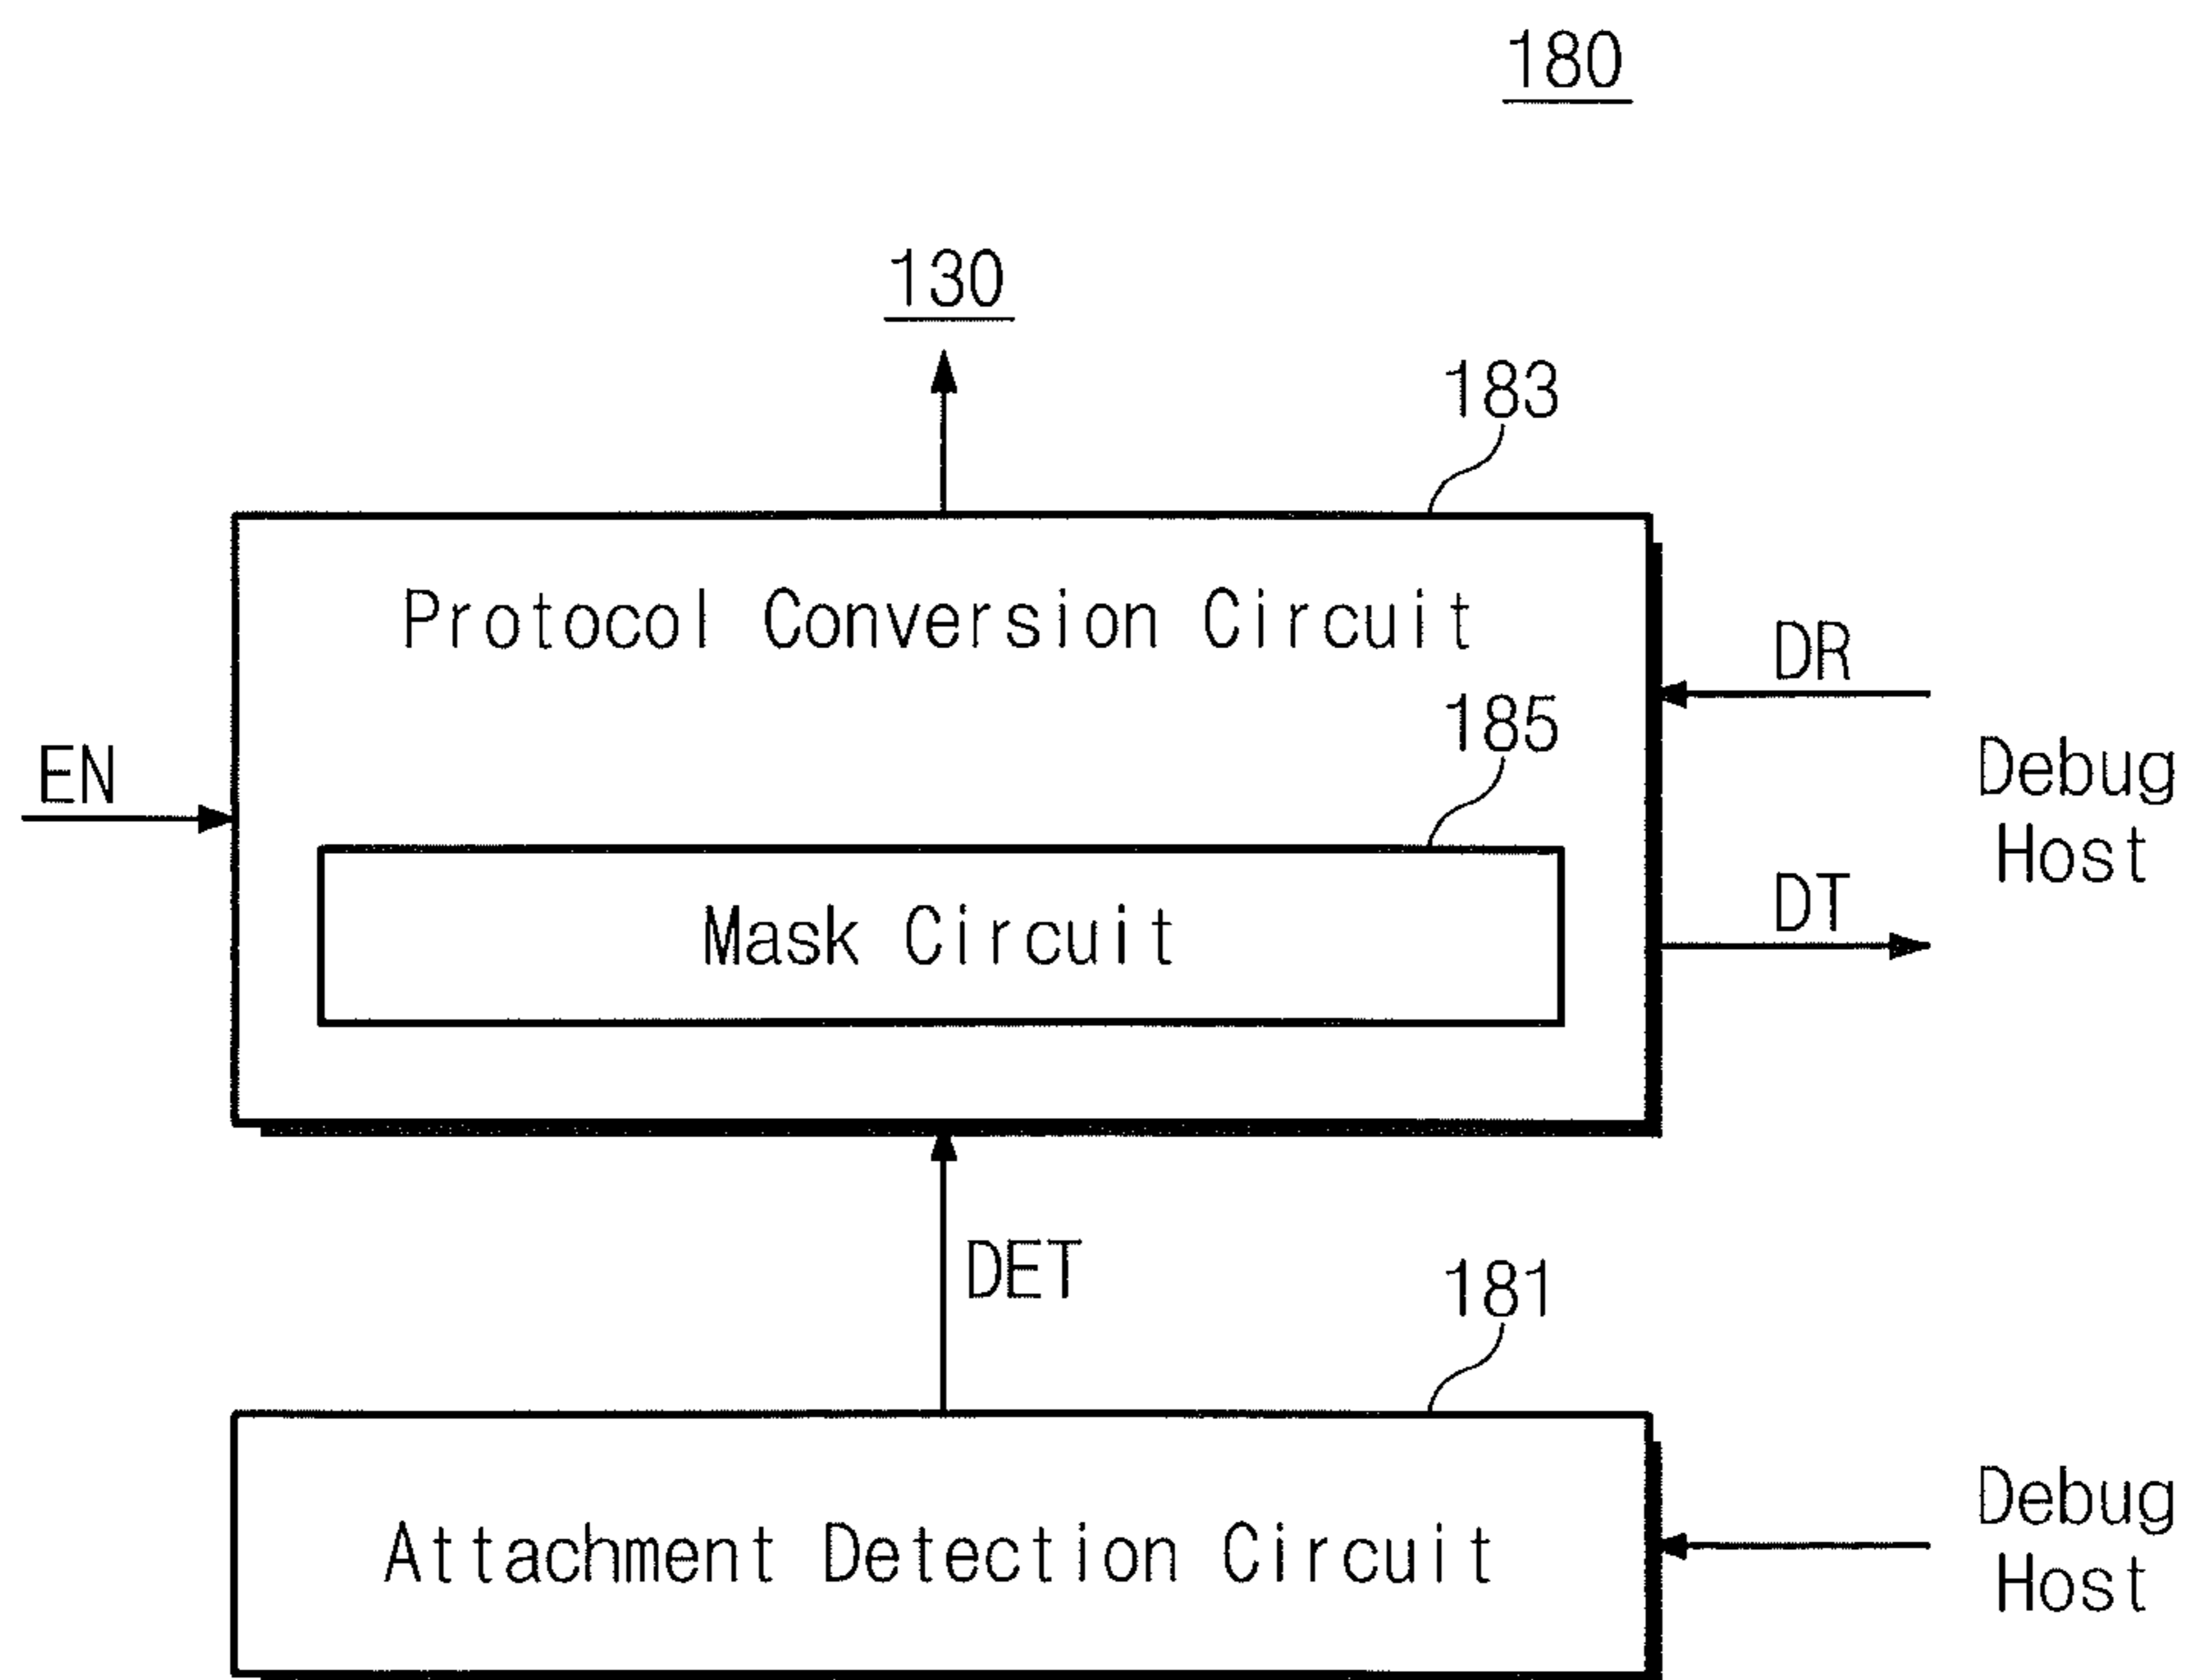 180
130
183
Protocol Conversion Circuit
DR
185
EN
Debug
Host
Mask Circuit
DT
DET
181
Attachment Detection Circuit
Debug
Host